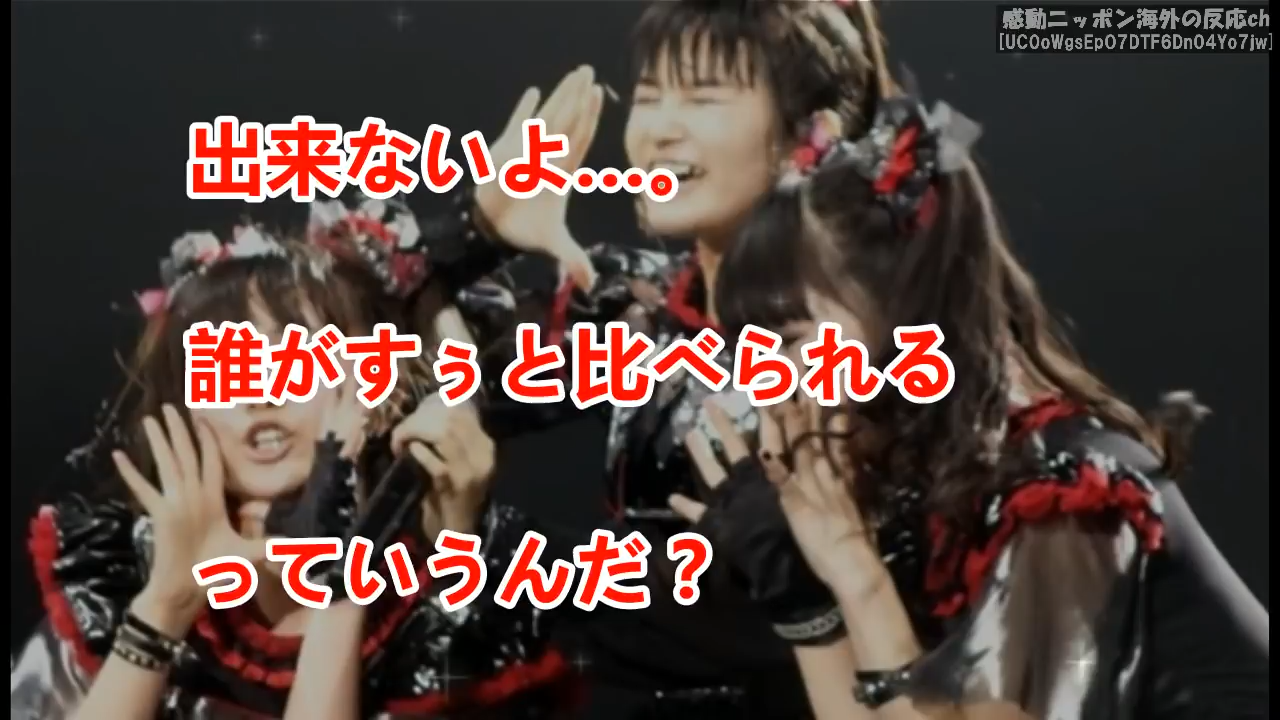 感動ニッポン海外の反応ch
[UCOoWgsEpO7DTF6DnO4Yo7jw]
出来ないよ…。
誰がすぅと比べられる
っていうんだ？